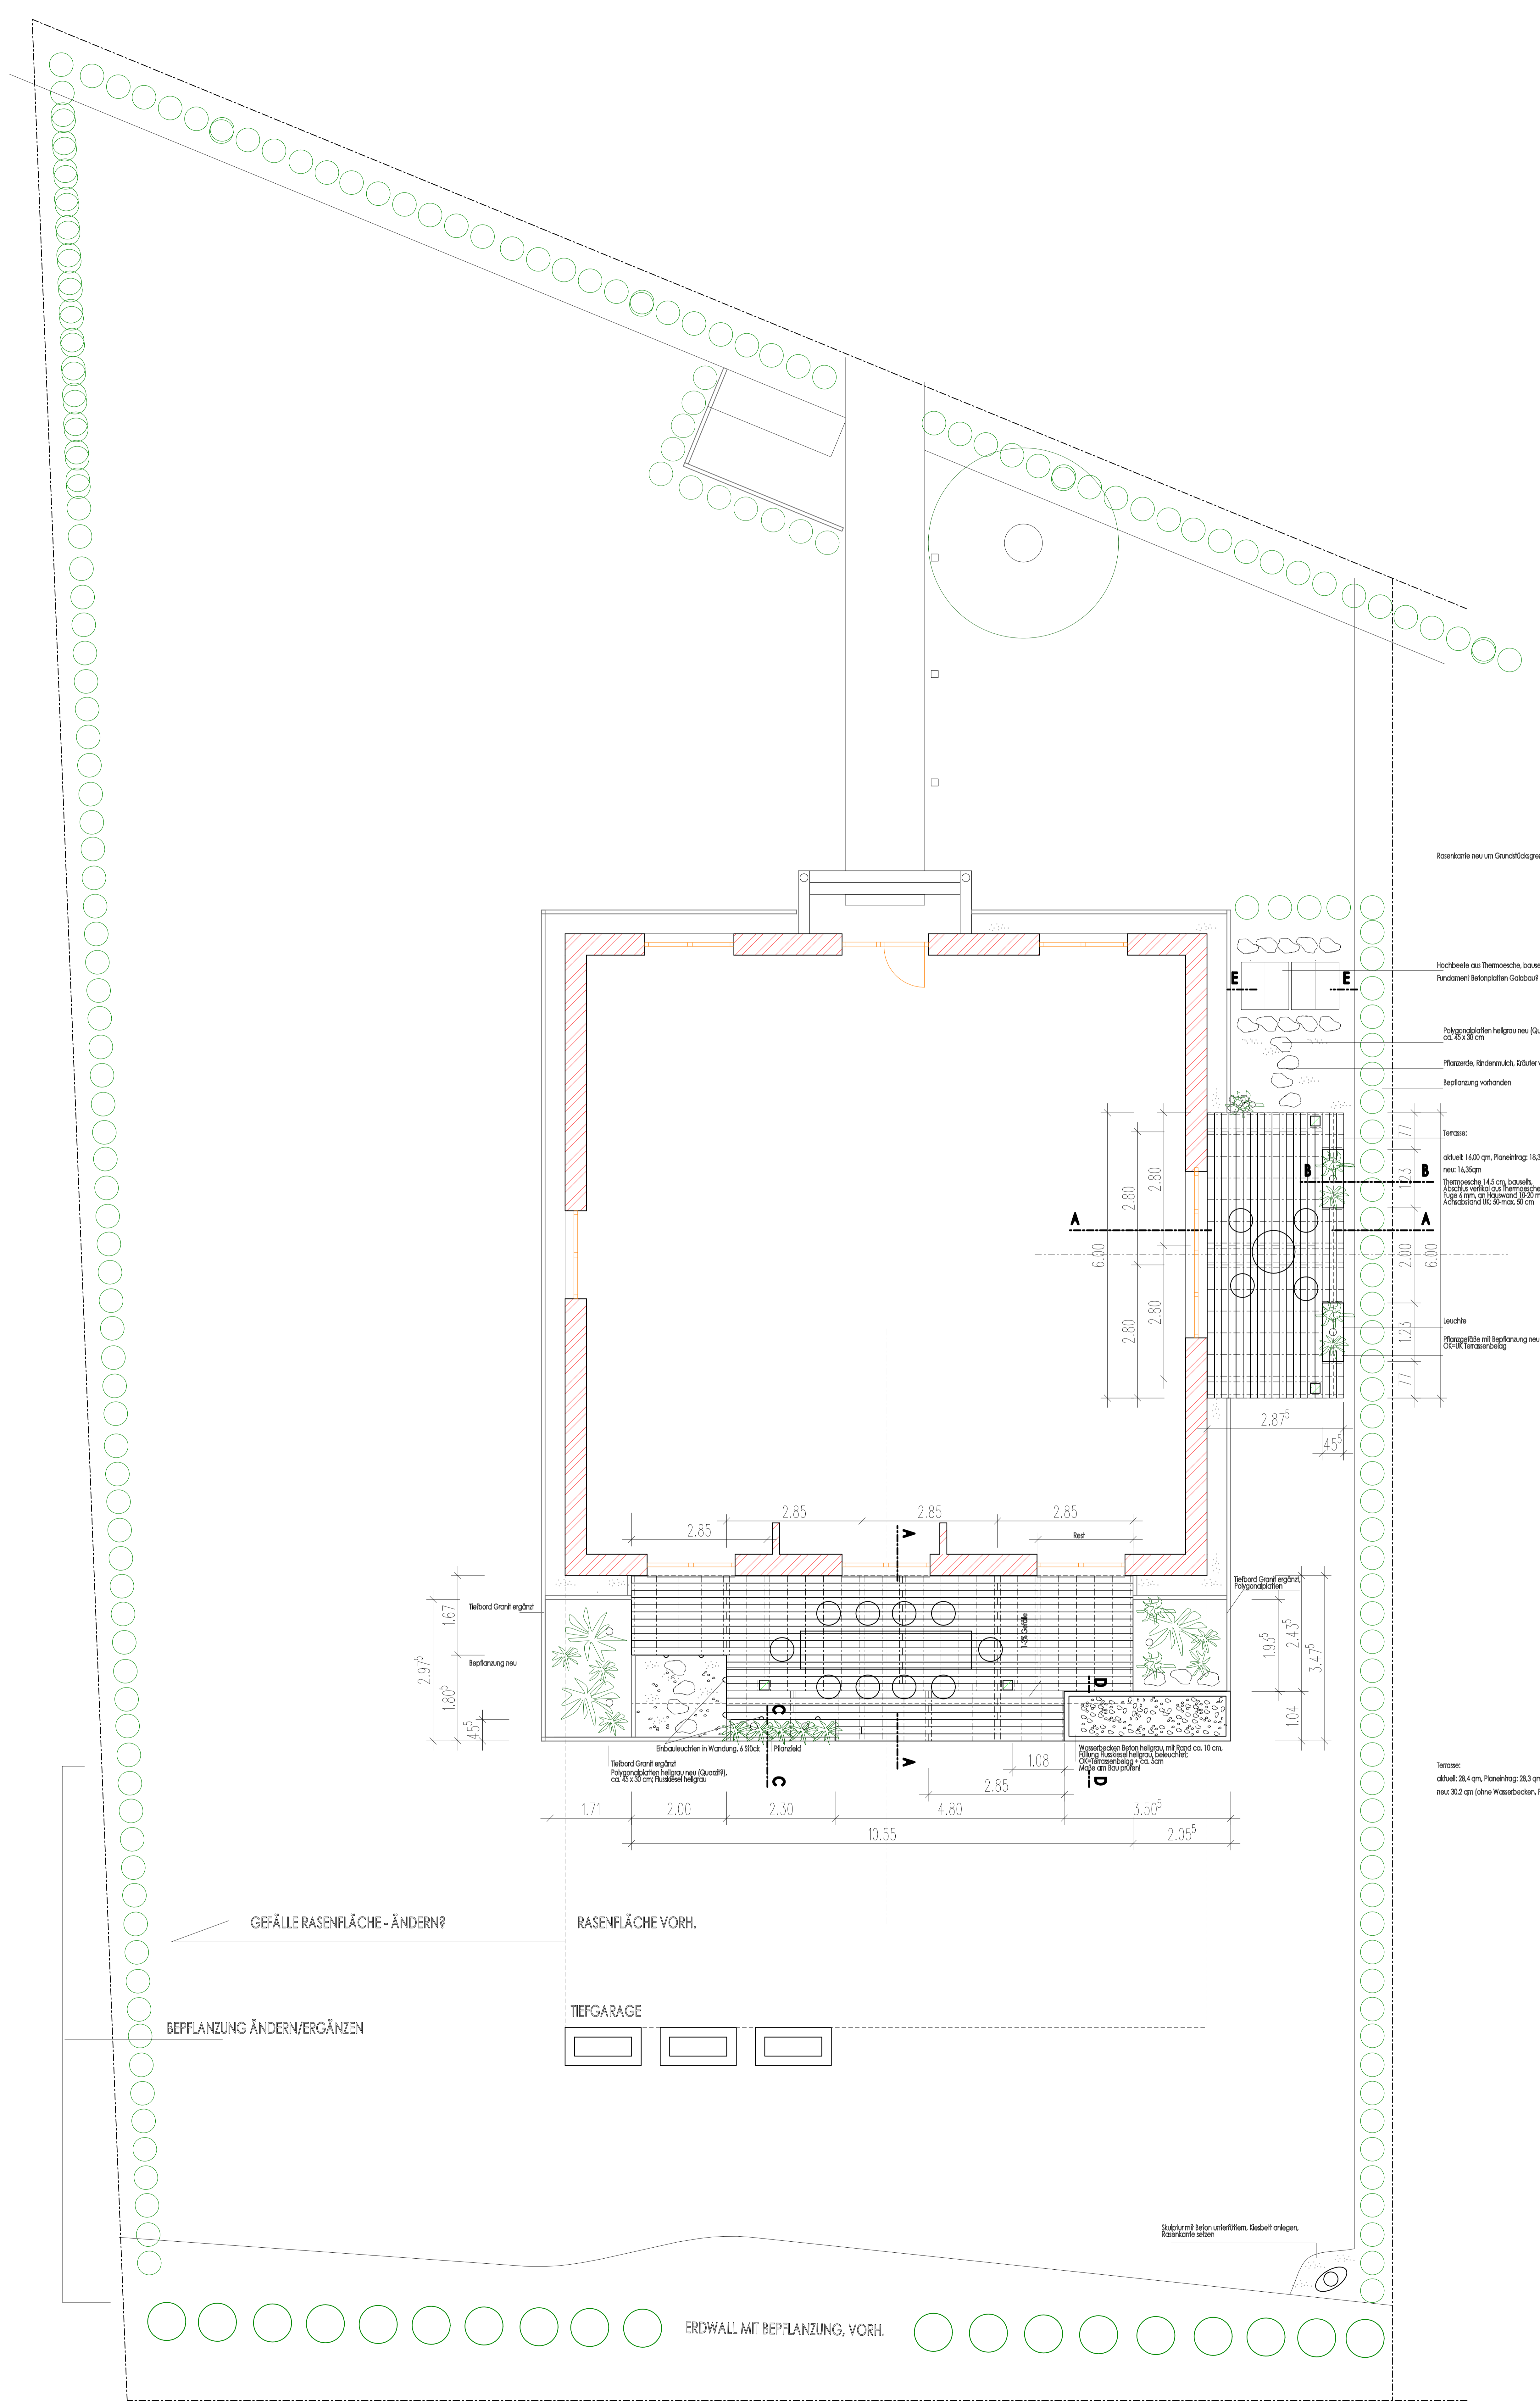 Rasenkante neu um Grundstücksgren
Hochbeete aus Thermoesche, bause
Fundament Betonplatten Galabau?
E
E
Polygonalplatten hellgrau neu (Qu
ca. 45 x 30 cm
Pflanzerde, Rindenmulch, Kräuter v
Bepflanzung vorhanden
Terrasse:
aktuell: 16,00 qm, Planeintrag: 18,3
neu: 16,35qm
Thermoesche 14,5 cm, bauseits,
Abschlus vertikal aus Thermoesche
Fuge 6 mm, an Hauswand 10-20 m
Achsabstand UK: 50-max. 50 cm
B
B
A
A
77
1.23
2.00
1.23
77
6.00
6.00
2.80
2.80
2.80
2.80
Leuchte
Pflanzgefäße mit Bepflanzung neu
OK=UK Terrassenbelag
2.87⁵
45⁵
2.85
2.85
2.85
2.85
Rest
A
Tiefbord Granit ergänzt,
Polygonalplatten
Tiefbord Granit ergänzt
Bepflanzung neu
1-2% Gefälle
2.97⁵
1.67
1.80⁵
45⁵
1.93⁵
2.43⁵
3.47⁵
1.04
D
C
Einbauleuchten in Wandung, 6 Stück
Pflanzfeld
A
Wasserbecken Beton hellgrau, mit Rand ca. 10 cm,
Füllung Flusskiesel hellgrau, beleuchtet;
OK=Terrassenbelag + ca. 5cm
Maße am Bau prüfen!
Tiefbord Granit ergänzt
Polygonalplatten hellgrau neu (Quarzit?),
ca. 45 x 30 cm; Flusskiesel hellgrau
C
D
1.08
2.85
1.71
2.00
2.30
4.80
3.50⁵
10.55
2.05⁵
Terrasse:
aktuell: 28,4 qm, Planeintrag: 28,3 qm
neu: 30,2 qm (ohne Wasserbecken, P
GEFÄLLE RASENFLÄCHE - ÄNDERN?
RASENFLÄCHE VORH.
TIEFGARAGE
BEPFLANZUNG ÄNDERN/ERGÄNZEN
Skulptur mit Beton unterfüttern, Kiesbett anlegen,
Rasenkante setzen
ERDWALL MIT BEPFLANZUNG, VORH.